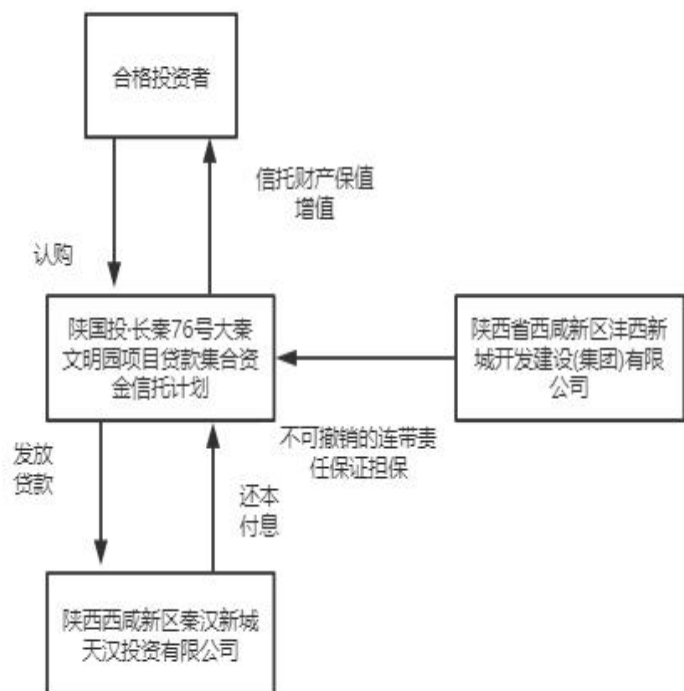 合格投资者
信托财产保值
增值
认购
陕国投·长秦76号大秦
文明园项目贷款集合资
金信托计划
陕西省西咸新区沣西新
城开发建设(集团)有限
公司
不可撤销的连带责
任保证担保
发放
贷款
还本
付息
陕西西咸新区秦汉新城
天汉投资有限公司